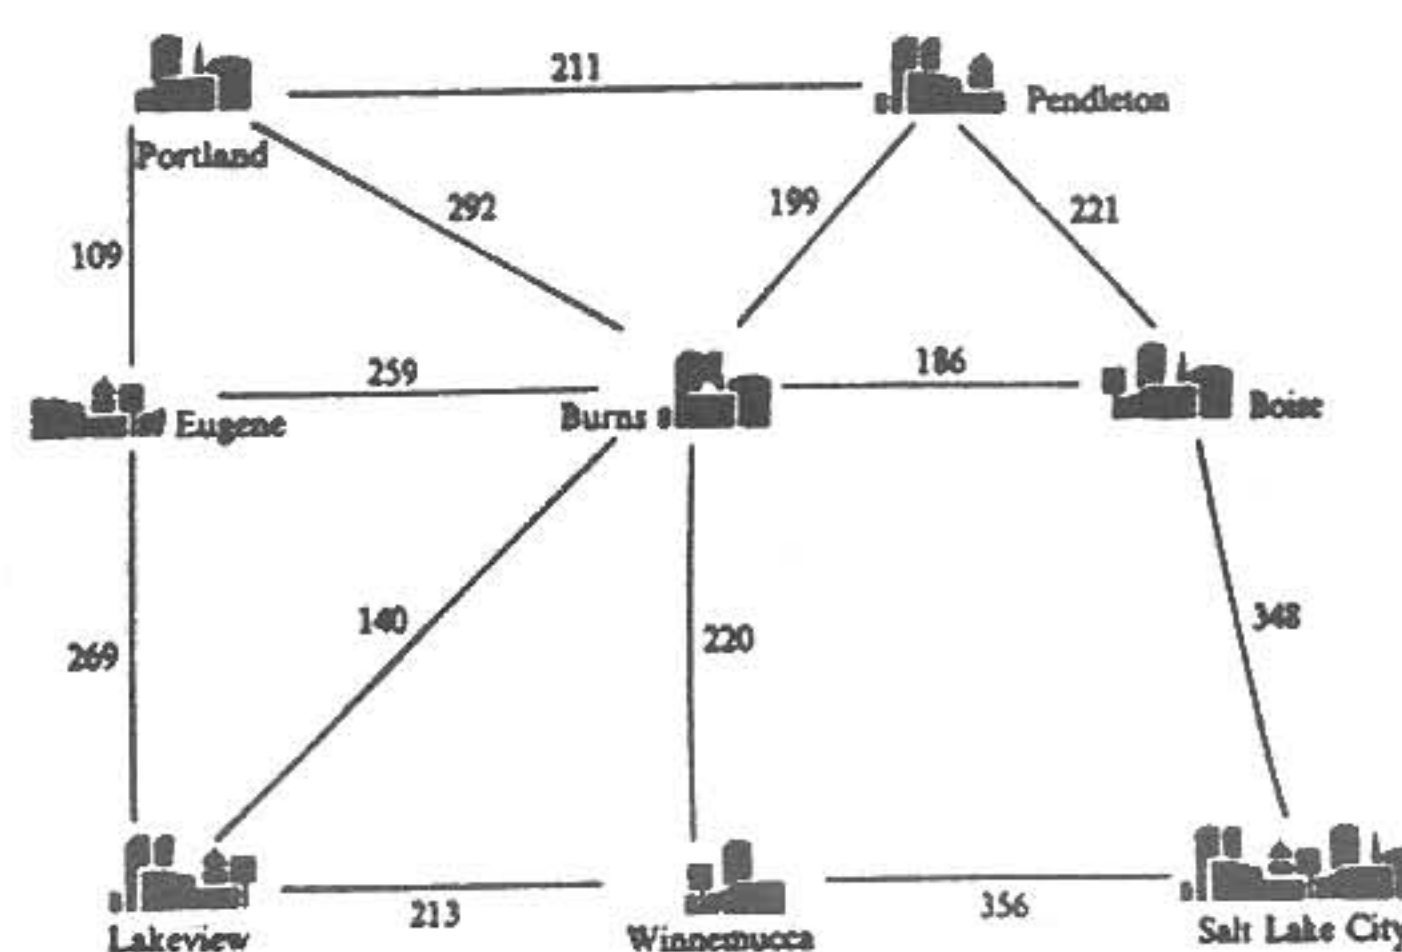 211
Pendleton
Portland
292
199
221
109
259
186
Burns
Boise
Eugene
140
220
348
269
213
356
Lakeview
Winnemucca
Salt Lake City